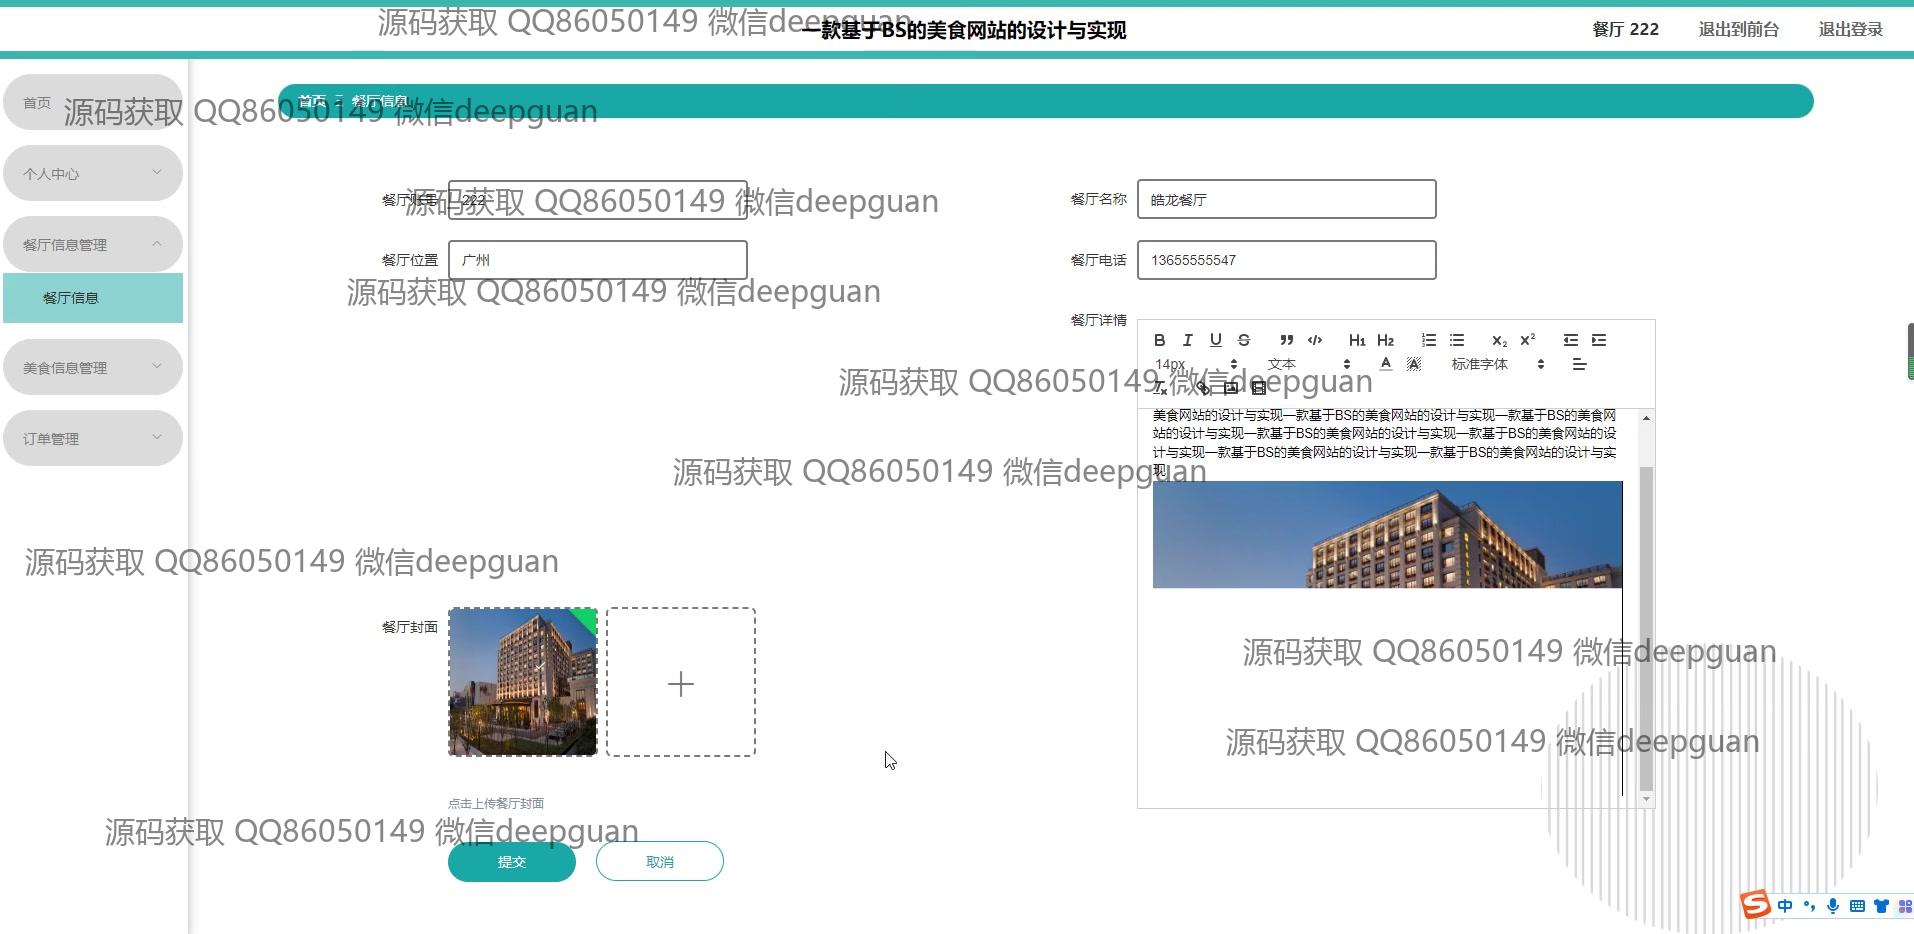 源码获取 QQ86050149 微信deepguan
一款基于BS的美食网站的设计与实现
餐厅 222
退出到前台
退出登录
首页
源码获取 QQ86050149 微信deepguan
首页
餐厅信息
个人中心
餐厅信息管理
餐厅信息
美食信息管理
订单管理
餐厅账号
222
源码获取 QQ86050149 微信deepguan
餐厅名称
皓龙餐厅
餐厅位置
广州
餐厅电话
13655555547
源码获取 QQ86050149 微信deepguan
餐厅详情
B I U S ” </> H1 H2 X₂ X²
14px
文本
A
A
标准字体
源码获取 QQ86050149 微信deepguan
美食网站的设计与实现一款基于BS的美食网站的设计与实现一款基于BS的美食网
站的设计与实现一款基于BS的美食网站的设计与实现一款基于BS的美食网站的设
计与实现一款基于BS的美食网站的设计与实现一款基于BS的美食网站的设计与实
现
源码获取 QQ86050149 微信deepguan
源码获取 QQ86050149 微信deepguan
餐厅封面
源码获取 QQ86050149 微信deepguan
源码获取 QQ86050149 微信deepguan
点击上传餐厅封面
源码获取 QQ86050149 微信deepguan
提交
取消
中